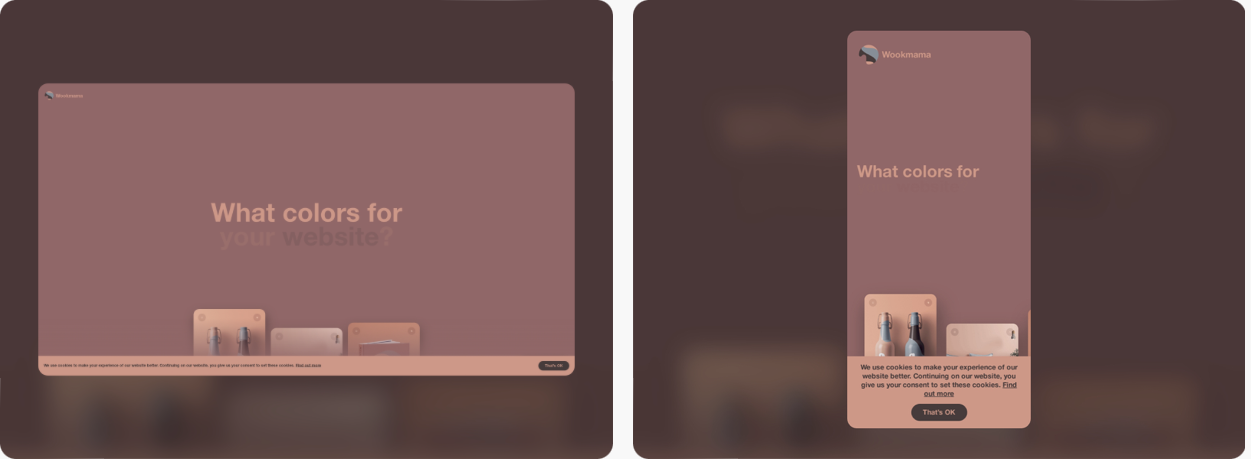 Wookmama
What colors for
your website?
We use cookies to make your experience of our website better. Continuing on our website, you give us your consent to set these cookies. Find out more
That's OK
Wookmama
What colors for
We use cookies to make your experience of our
website better. Continuing on our website, you
give us your consent to set these cookies. Find
out more
That's OK